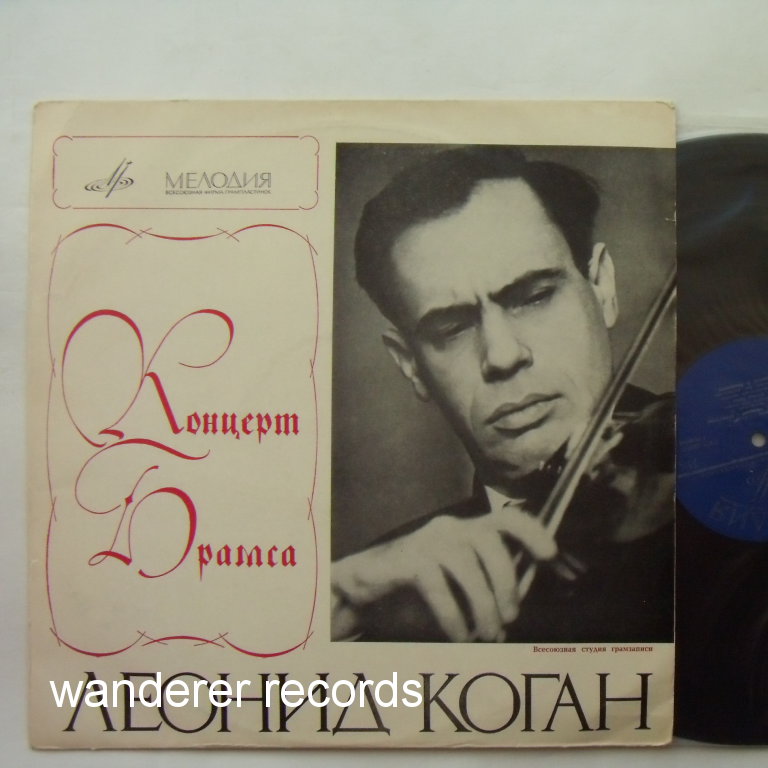 МЕЛОДИЯ
ВСЕСОЮЗНАЯ ФИРМА ГРАМПЛАСТИНОК
Концерт
Брамса
Всесоюзная студия грамзаписи
wanderer records
ЛЕОНИД КОГАН